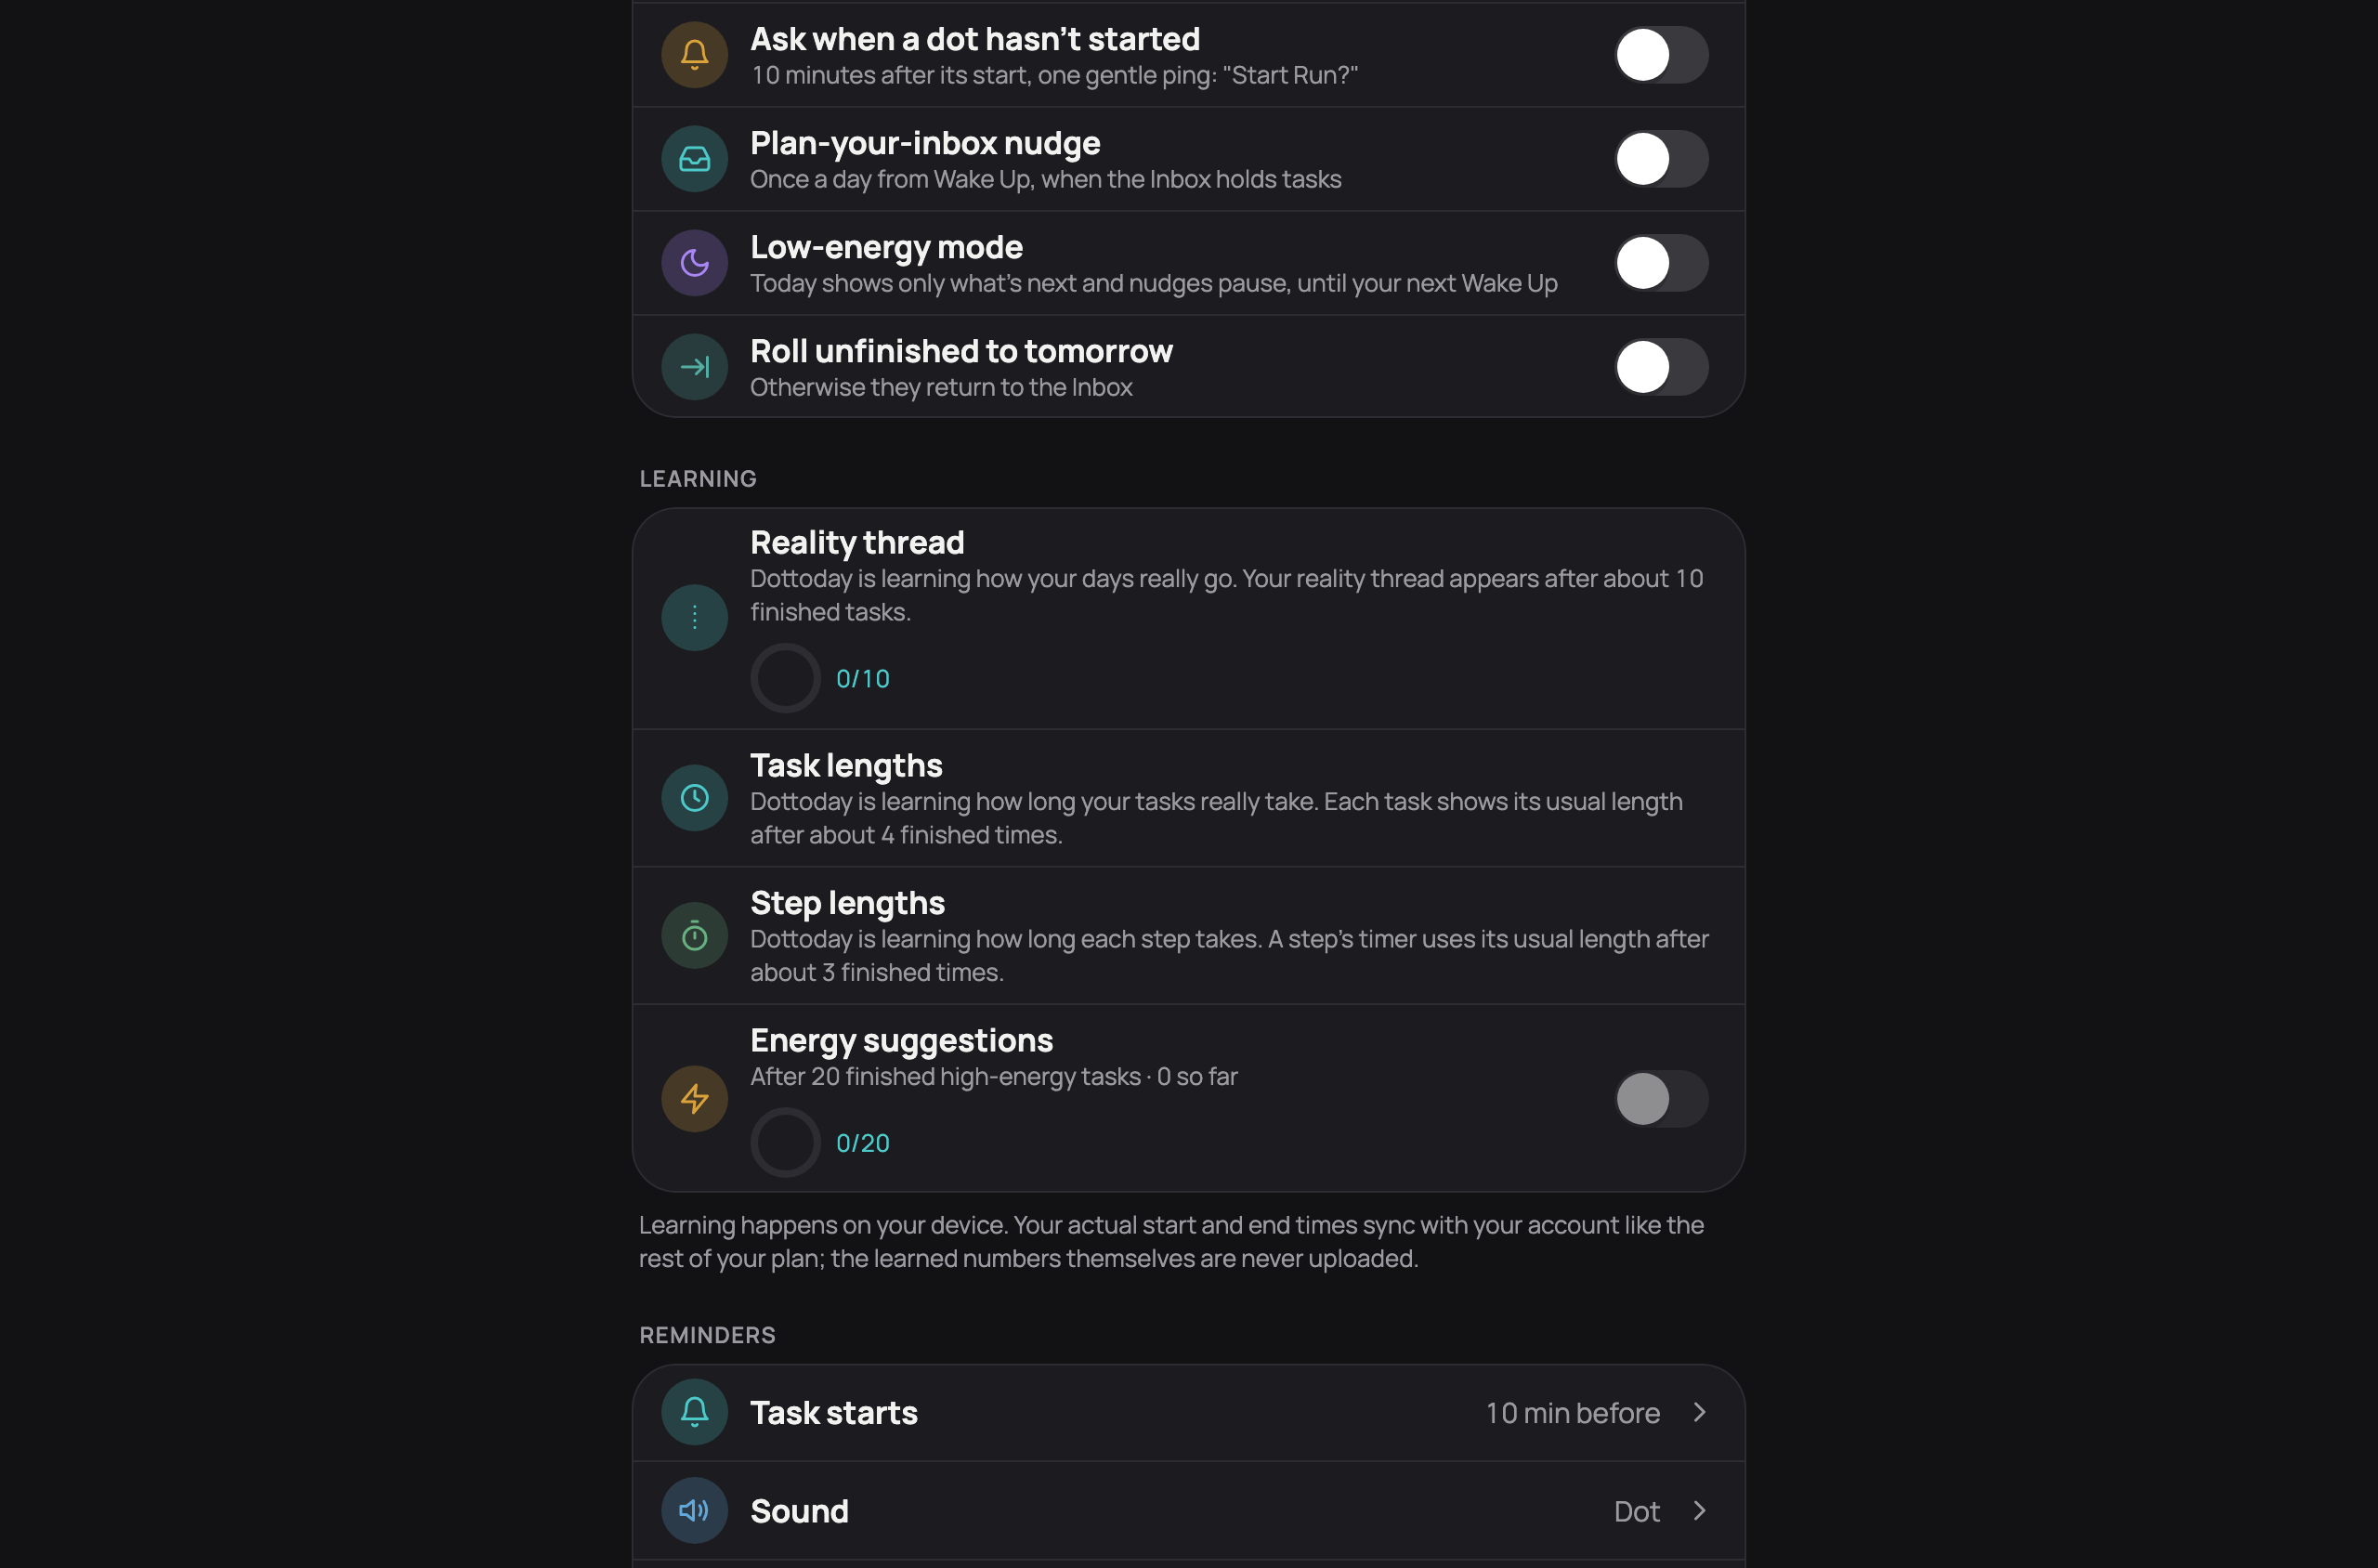 Ask when a dot hasn’t started
10 minutes after its start, one gentle ping: "Start Run?"
Plan-your-inbox nudge
Once a day from Wake Up, when the Inbox holds tasks
Low-energy mode
Today shows only what’s next and nudges pause, until your next Wake Up
Roll unfinished to tomorrow
Otherwise they return to the Inbox
LEARNING
Reality thread
Dottoday is learning how your days really go. Your reality thread appears after about 10
finished tasks.
0/10
Task lengths
Dottoday is learning how long your tasks really take. Each task shows its usual length
after about 4 finished times.
Step lengths
Dottoday is learning how long each step takes. A step’s timer uses its usual length after
about 3 finished times.
Energy suggestions
After 20 finished high-energy tasks · 0 so far
0/20
Learning happens on your device. Your actual start and end times sync with your account like the
rest of your plan; the learned numbers themselves are never uploaded.
REMINDERS
Task starts
10 min before
Sound
Dot